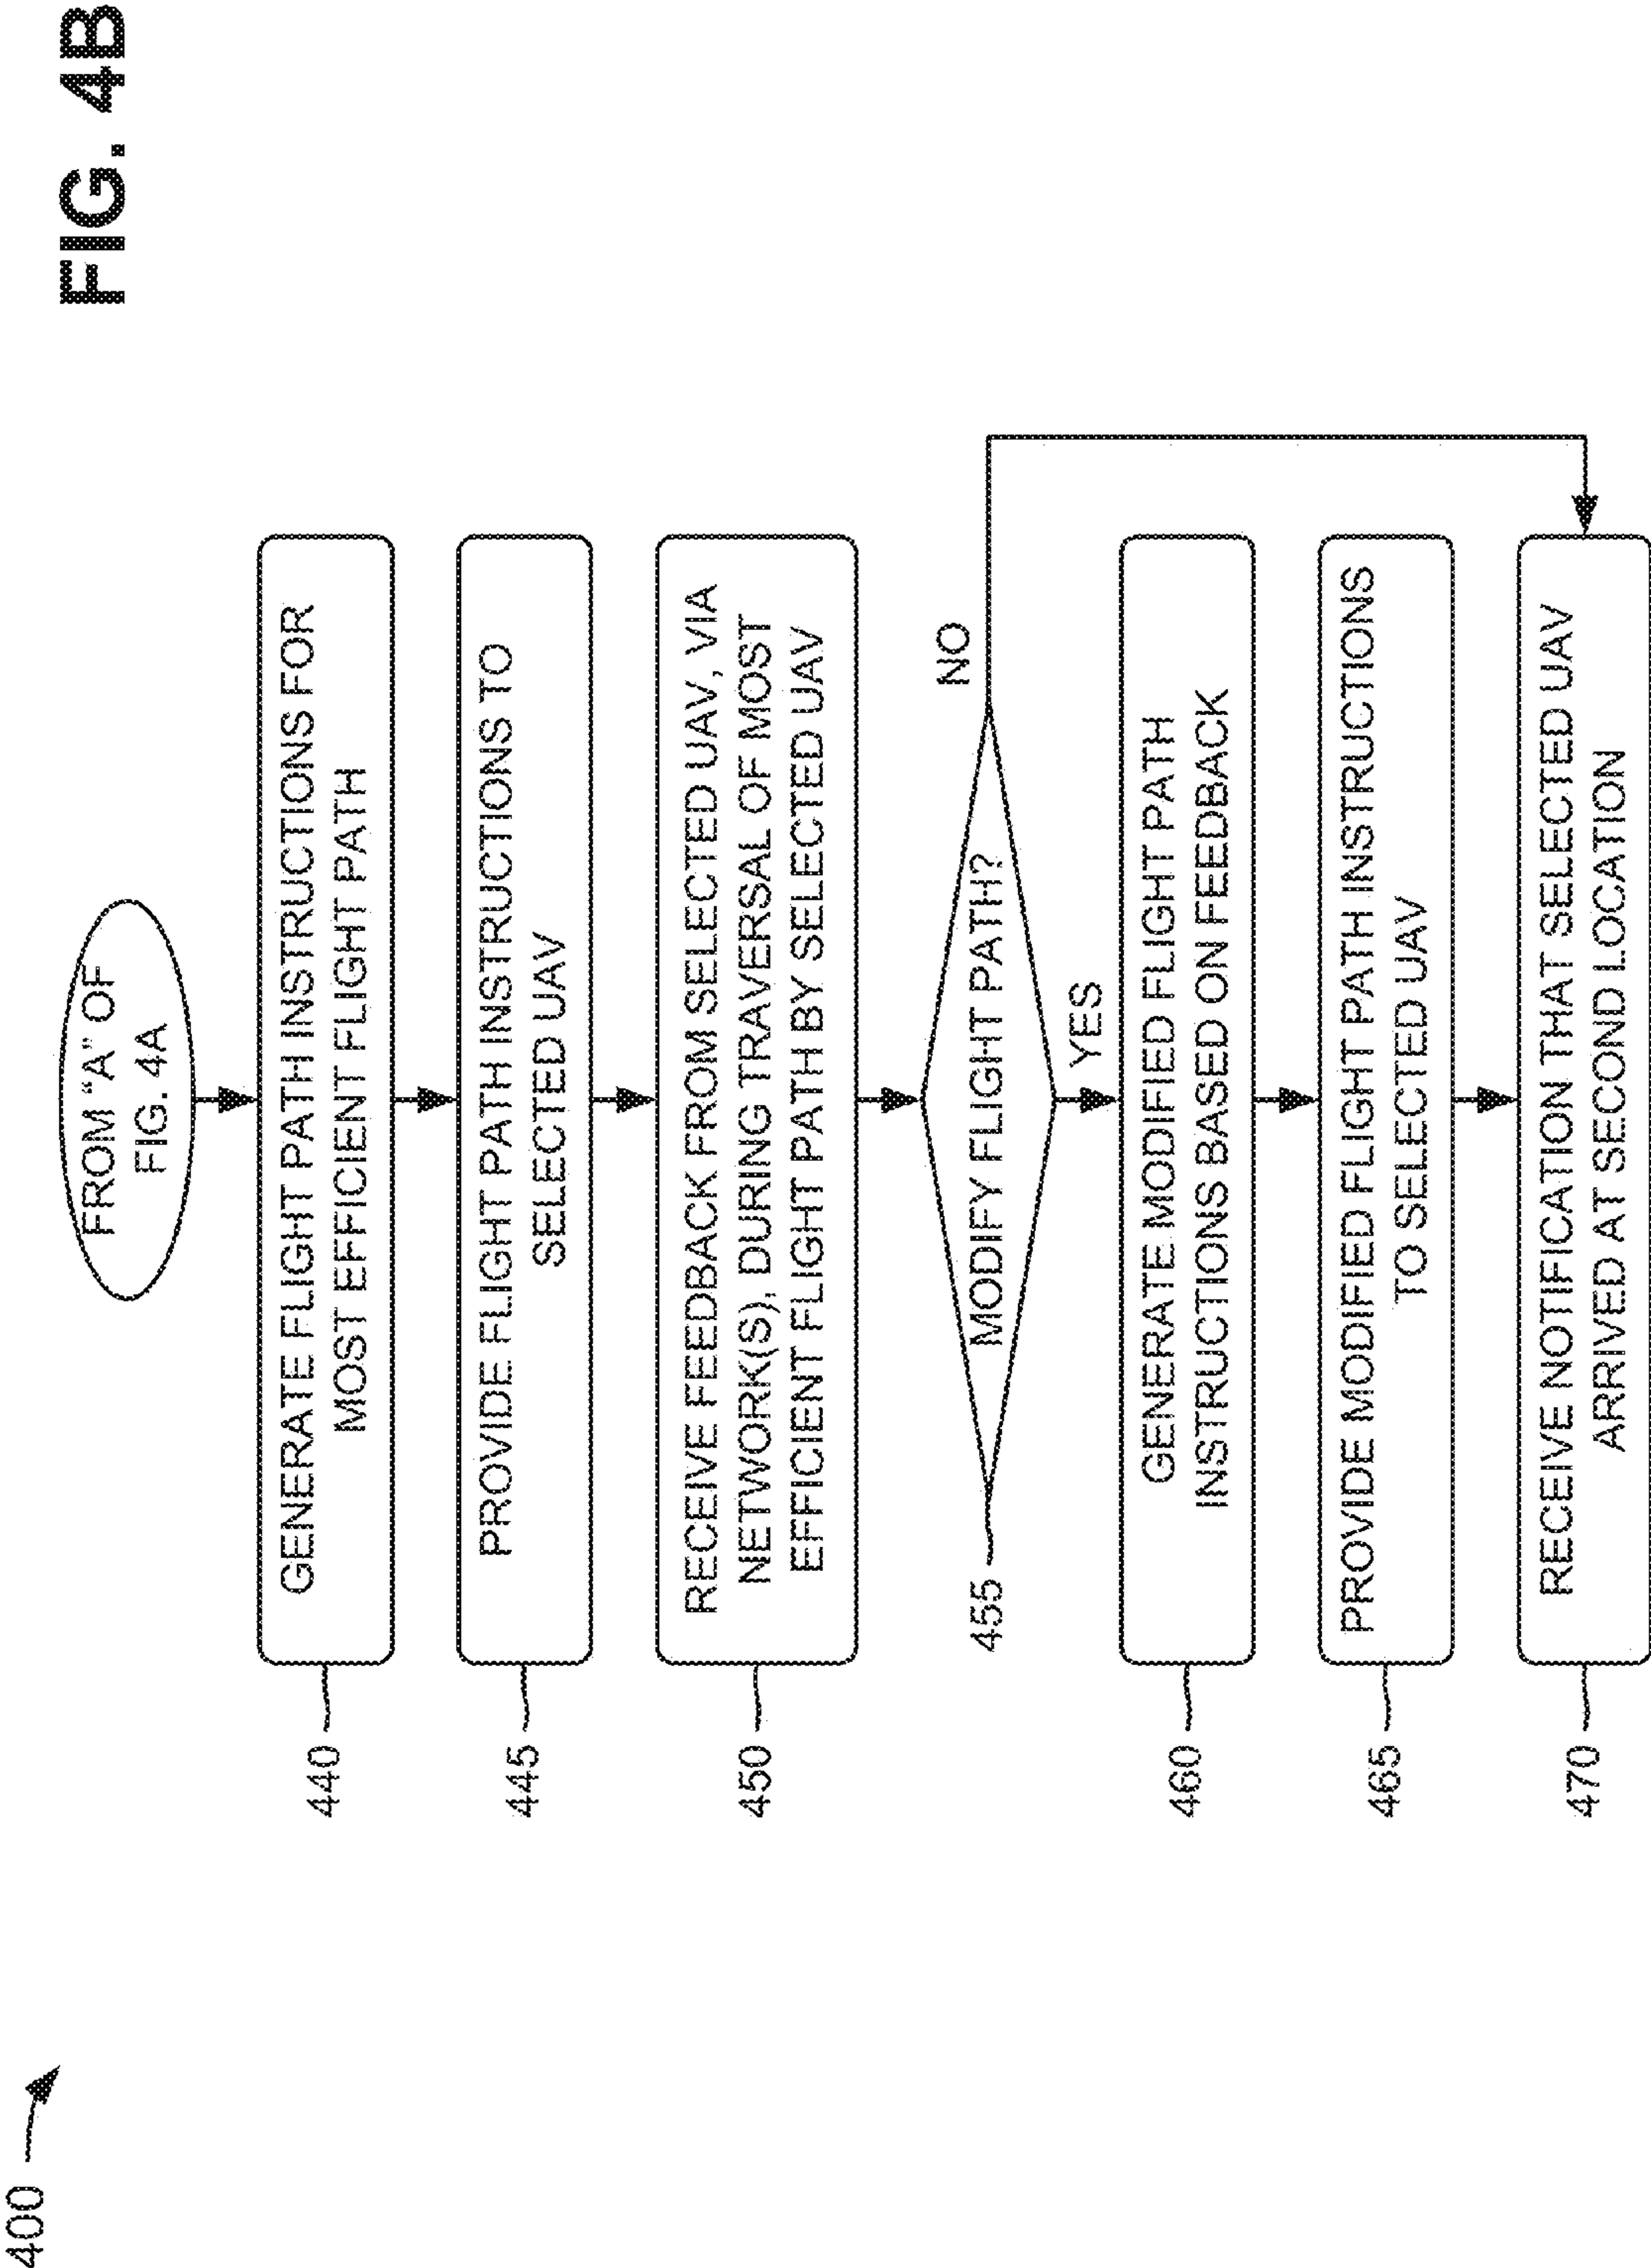 400
FROM "A" OF
FIG. 4A
440
GENERATE FLIGHT PATH INSTRUCTIONS FOR
MOST EFFICIENT FLIGHT PATH
445
PROVIDE FLIGHT PATH INSTRUCTIONS TO
SELECTED UAV
450
RECEIVE FEEDBACK FROM SELECTED UAV, VIA
NETWORK(S), DURING TRAVERSAL OF MOST
EFFICIENT FLIGHT PATH BY SELECTED UAV
455
MODIFY FLIGHT PATH?
NO
YES
460
GENERATE MODIFIED FLIGHT PATH
INSTRUCTIONS BASED ON FEEDBACK
465
PROVIDE MODIFIED FLIGHT PATH INSTRUCTIONS
TO SELECTED UAV
470
RECEIVE NOTIFICATION THAT SELECTED UAV
ARRIVED AT SECOND LOCATION
FIG. 4B